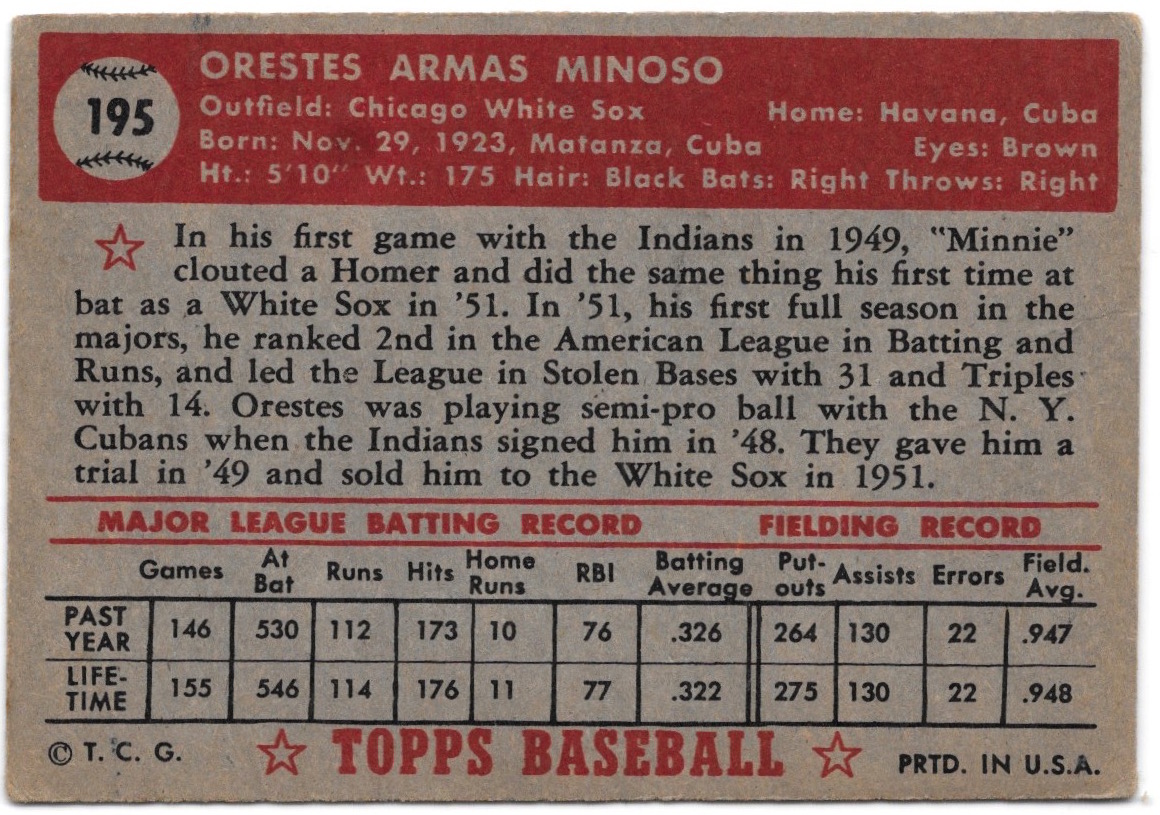 195
ORESTES ARMAS MINOSO
Outfield: Chicago White Sox Home: Havana, Cuba
Born: Nov. 29, 1923, Matanza, Cuba Eyes: Brown
Ht.: 5'10" Wt.: 175 Hair: Black Bats: Right Throws: Right
In his first game with the Indians in 1949, "Minnie"
clouted a Homer and did the same thing his first time at
bat as a White Sox in '51. In '51, his first full season in the
majors, he ranked 2nd in the American League in Batting and
Runs, and led the League in Stolen Bases with 31 and Triples
with 14. Orestes was playing semi-pro ball with the N. Y.
Cubans when the Indians signed him in '48. They gave him a
trial in '49 and sold him to the White Sox in 1951.
MAJOR LEAGUE BATTING RECORD FIELDING RECORD
Games At Bat Runs Hits Home Runs RBI Batting Average Put-outs Assists Errors Field. Avg.
PAST YEAR 146 530 112 173 10 76 .326 264 130 22 .947
LIFE-TIME 155 546 114 176 11 77 .322 275 130 22 .948
© T. C. G. TOPPS BASEBALL PRTD. IN U.S.A.